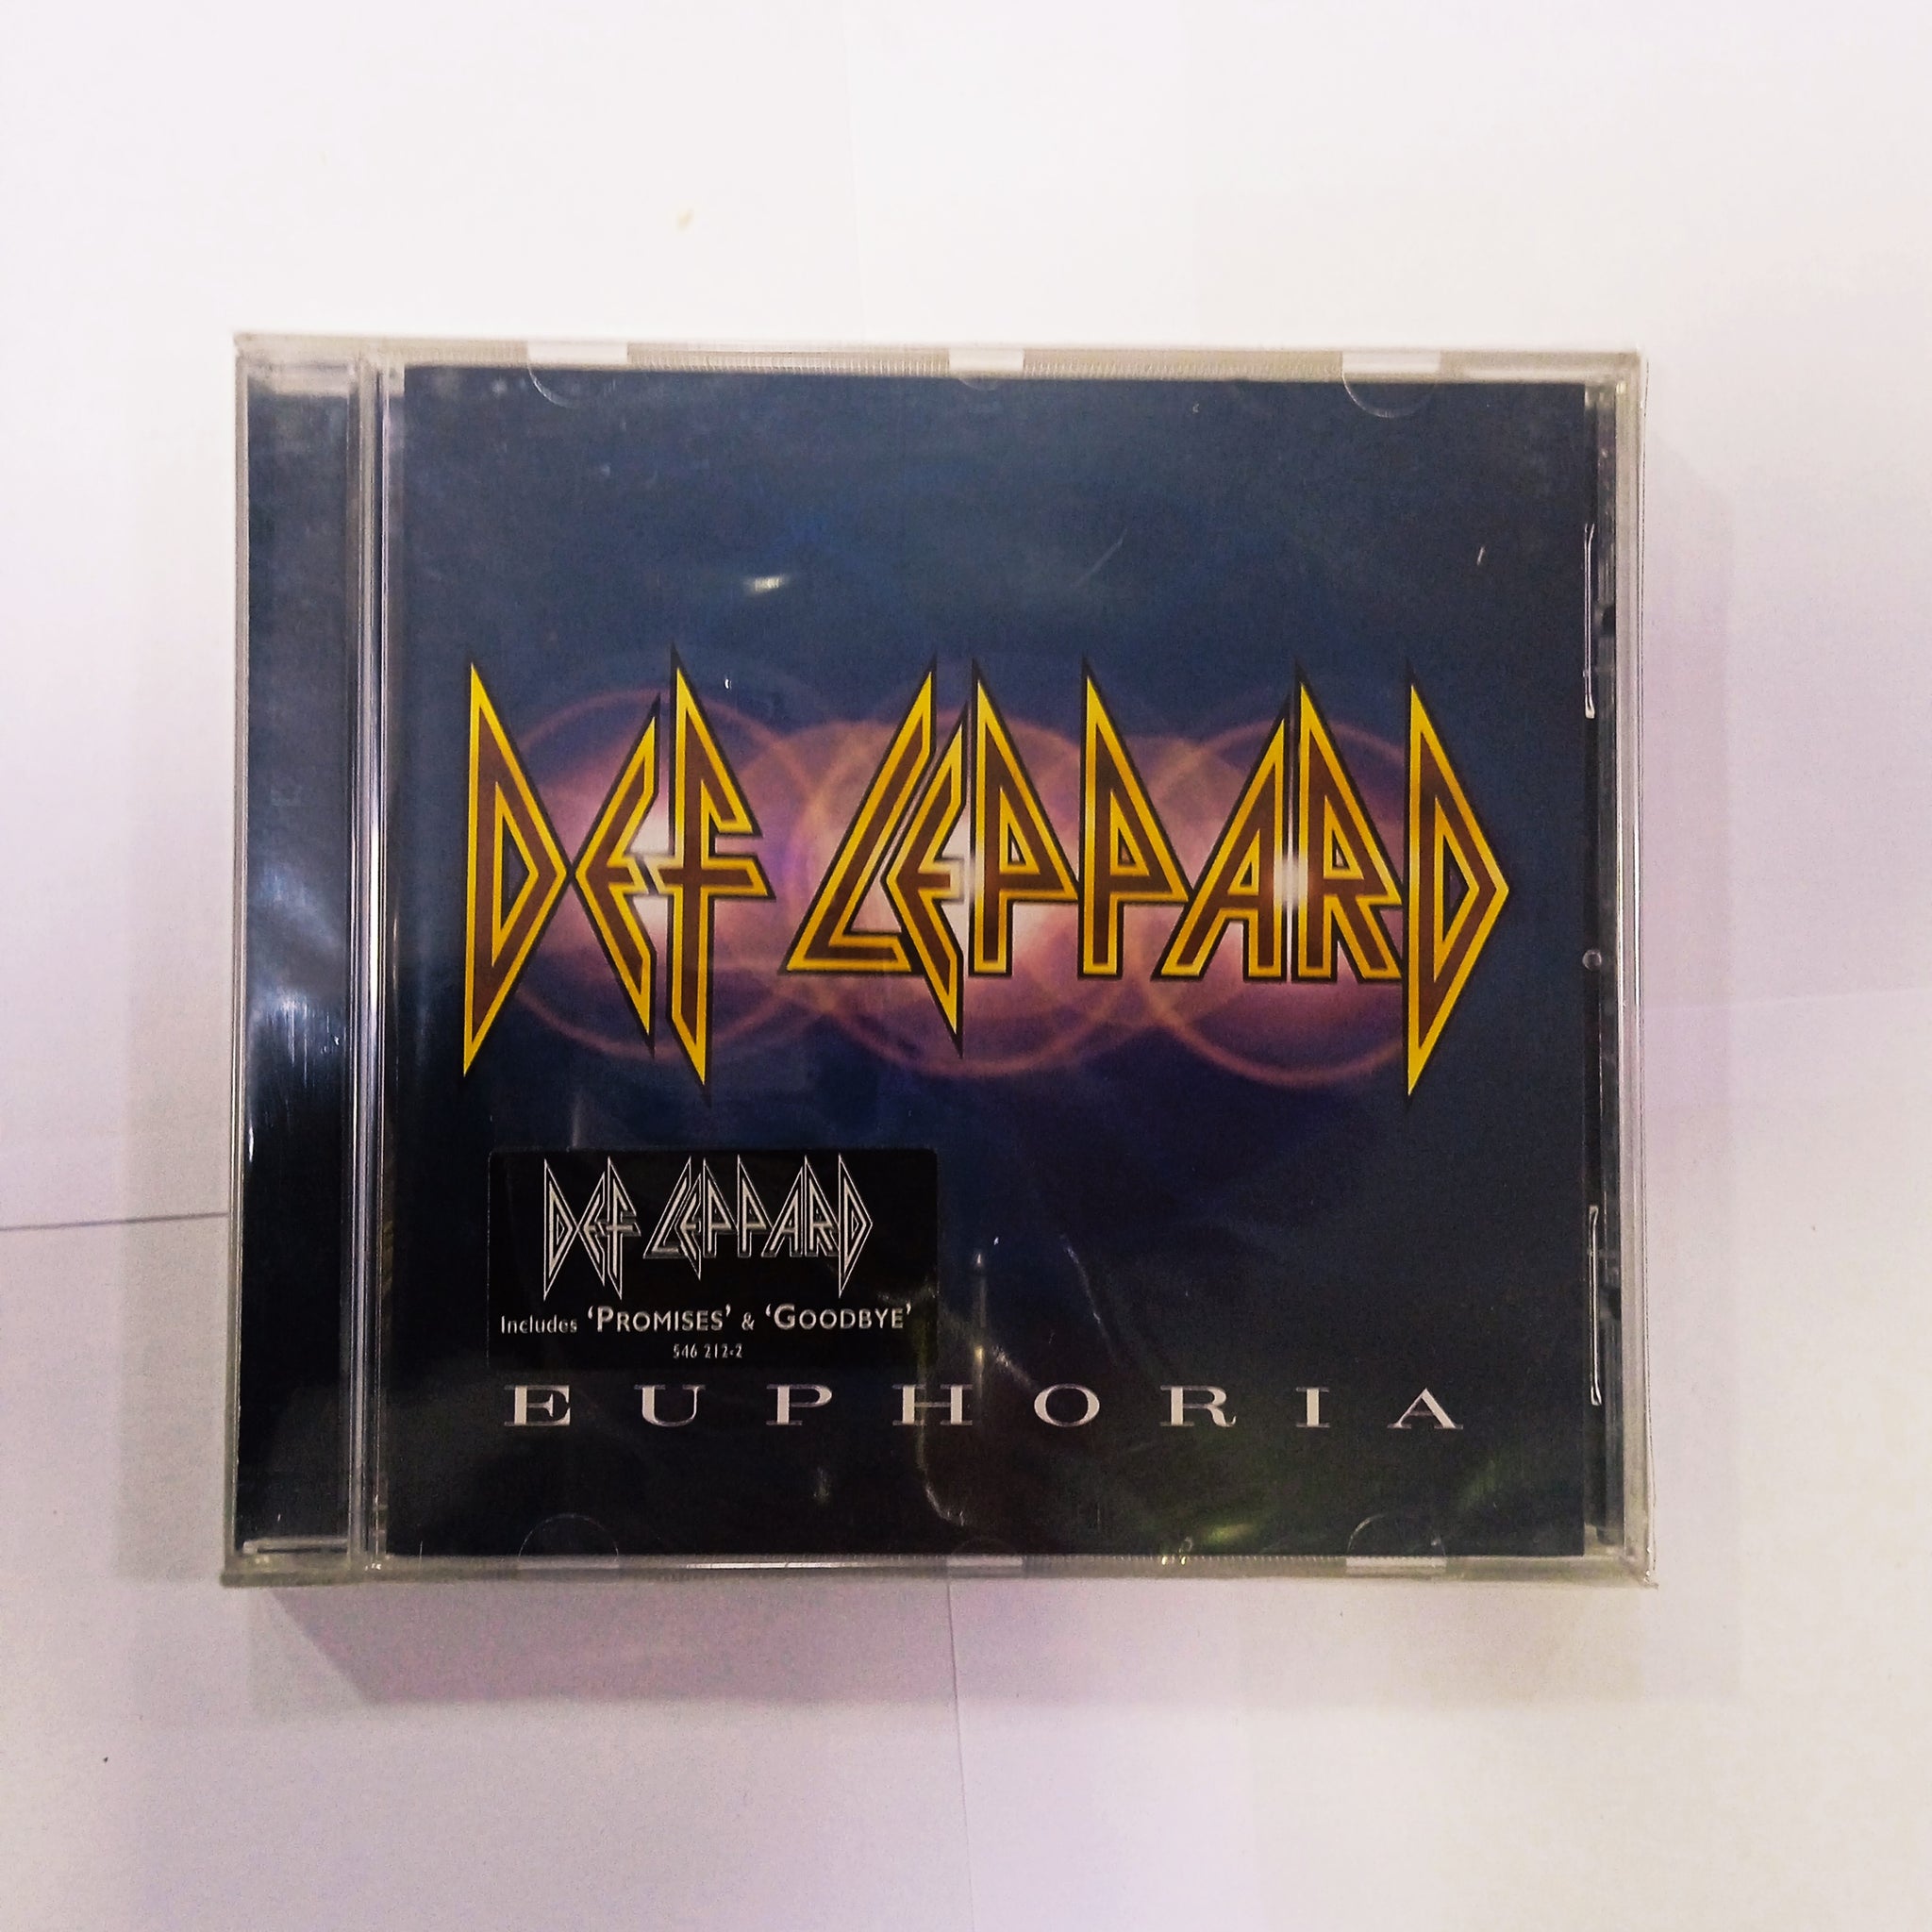 DEF LEPPARD
DEF LEPPARD
Includes ‘PROMISES’ & ‘GOODBYE’
546 212-2
EUPHORIA